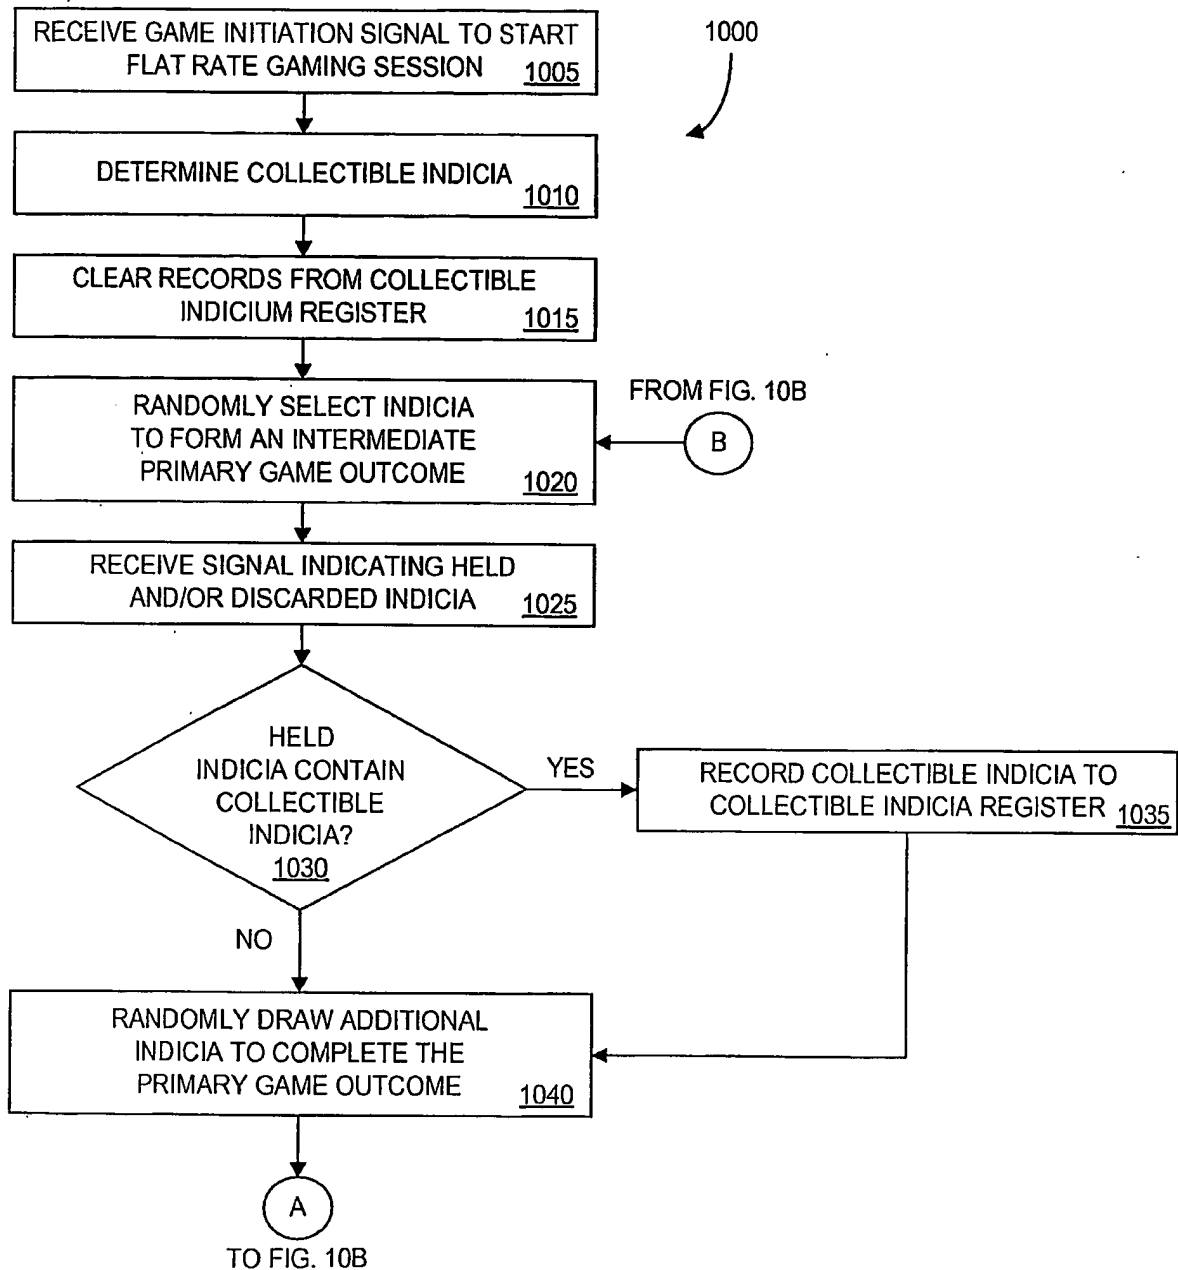 RECEIVE GAME INITIATION SIGNAL TO START
FLAT RATE GAMING SESSION
1005
1000
DETERMINE COLLECTIBLE INDICIA
1010
CLEAR RECORDS FROM COLLECTIBLE
INDICIUM REGISTER
1015
RANDOMLY SELECT INDICIA
TO FORM AN INTERMEDIATE
PRIMARY GAME OUTCOME
1020
FROM FIG. 10B
B
RECEIVE SIGNAL INDICATING HELD
AND/OR DISCARDED INDICIA
1025
HELD
INDICIA CONTAIN
COLLECTIBLE
INDICIA?
1030
YES
RECORD COLLECTIBLE INDICIA TO
COLLECTIBLE INDICIA REGISTER
1035
NO
RANDOMLY DRAW ADDITIONAL
INDICIA TO COMPLETE THE
PRIMARY GAME OUTCOME
1040
A
TO FIG. 10B